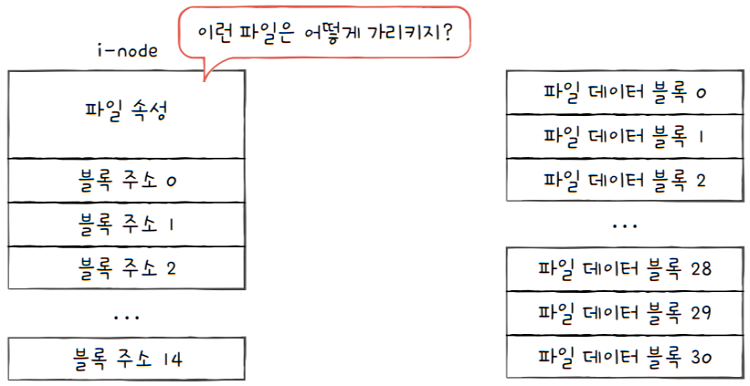 이런 파일은 어떻게 가리키지?
i-node
파일 속성
블록 주소 0
블록 주소 1
블록 주소 2
...
블록 주소 14
파일 데이터 블록 0
파일 데이터 블록 1
파일 데이터 블록 2
...
파일 데이터 블록 28
파일 데이터 블록 29
파일 데이터 블록 30